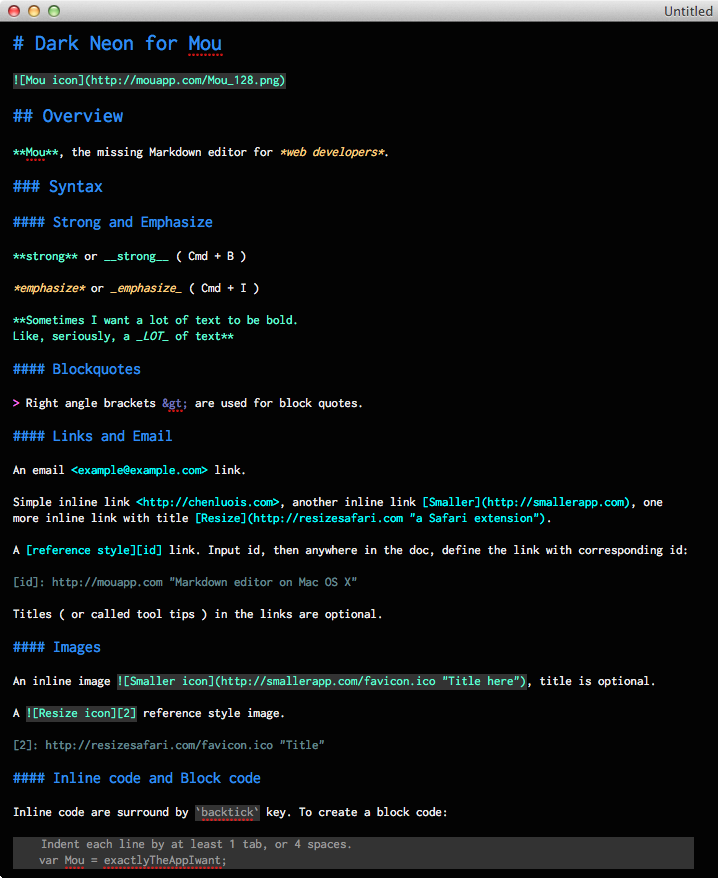 Untitled
# Dark Neon for Mou
![Mou icon](http://mouapp.com/Mou_128.png)
## Overview
**Mou**, the missing Markdown editor for *web developers*.
### Syntax
#### Strong and Emphasize
**strong** or __strong__ ( Cmd + B )
*emphasize* or _emphasize_ ( Cmd + I )
**Sometimes I want a lot of text to be bold.
Like, seriously, a _LOT_ of text**
#### Blockquotes
> Right angle brackets &gt; are used for block quotes.
#### Links and Email
An email <example@example.com> link.
Simple inline link <http://chenluois.com>, another inline link [Smaller](http://smallerapp.com), one
more inline link with title [Resize](http://resizesafari.com "a Safari extension").
A [reference style][id] link. Input id, then anywhere in the doc, define the link with corresponding id:
[id]: http://mouapp.com "Markdown editor on Mac OS X"
Titles ( or called tool tips ) in the links are optional.
#### Images
An inline image ![Smaller icon](http://smallerapp.com/favicon.ico "Title here"), title is optional.
A ![Resize icon][2] reference style image.
[2]: http://resizesafari.com/favicon.ico "Title"
#### Inline code and Block code
Inline code are surround by `backtick` key. To create a block code:
Indent each line by at least 1 tab, or 4 spaces.
var Mou = exactlyTheAppIwant;